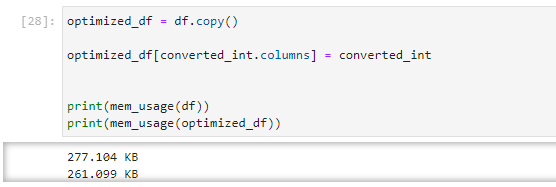 [28]: optimized_df = df.copy()
optimized_df[converted_int.columns] = converted_int
print(mem_usage(df))
print(mem_usage(optimized_df))
277.104 KB
261.099 KB